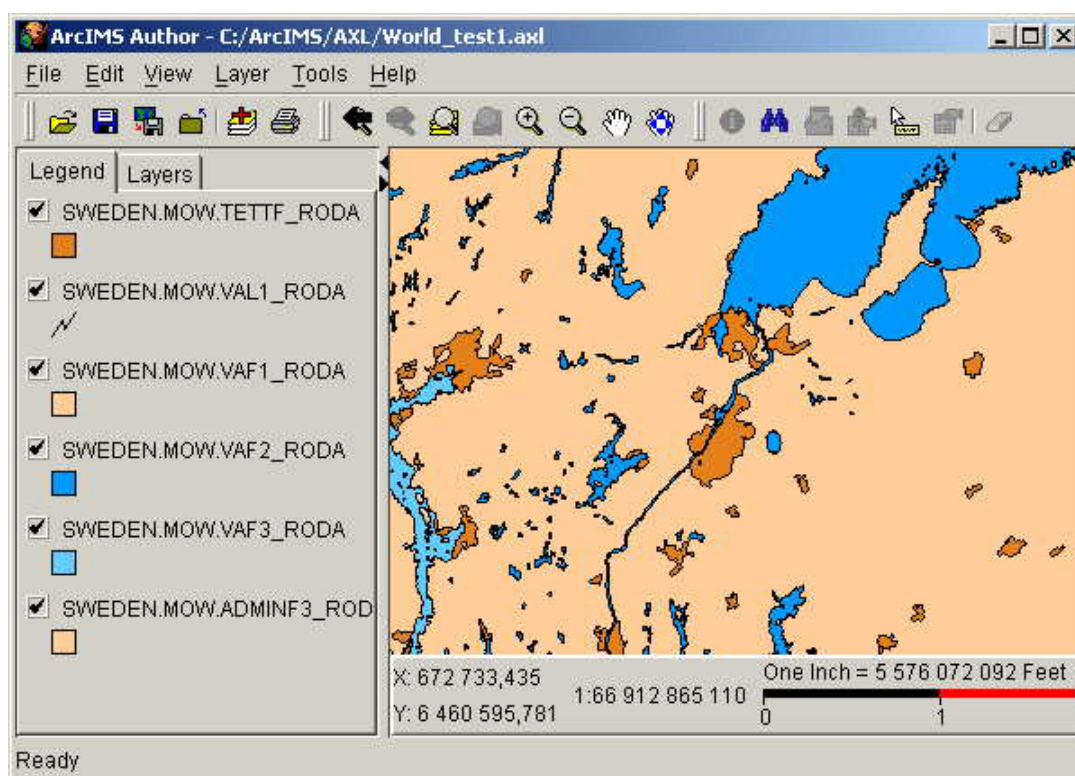 ArcIMS Author - C:/ArcIMS/AXL/World_test1.axl
File Edit View Layer Tools Help
Legend Layers
SWEDEN.MOW.TETTF_RODA
SWEDEN.MOW.VAL1_RODA
SWEDEN.MOW.VAF1_RODA
SWEDEN.MOW.VAF2_RODA
SWEDEN.MOW.VAF3_RODA
SWEDEN.MOW.ADMINF3_ROD
X: 672 733,435
Y: 6 460 595,781
1:66 912 865 110
One Inch = 5 576 072 092 Feet
0 1
Ready